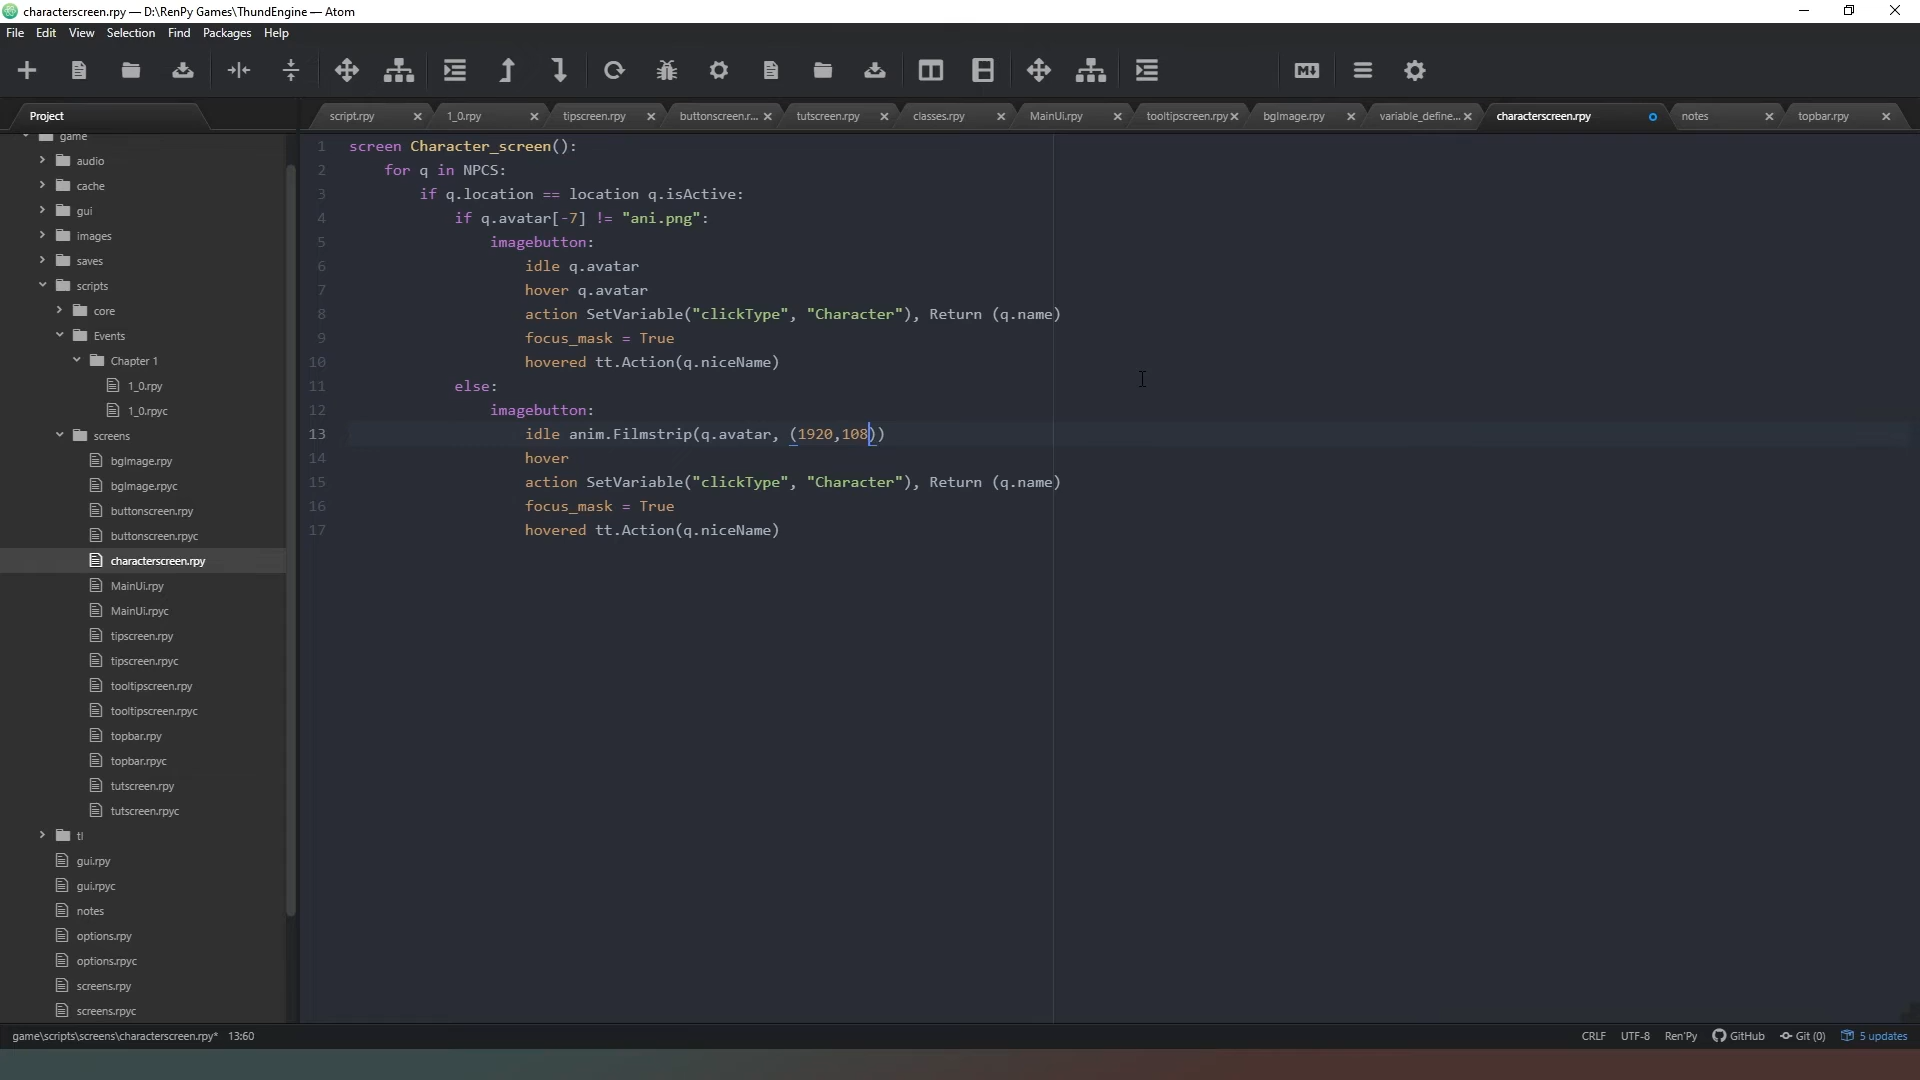 characterscreen.rpy — D:\RenPy Games\ThundEngine — Atom
File Edit View Selection Find Packages Help
Project
script.rpy 1_0.rpy tipscreen.rpy buttonscreen.r... tutscreen.rpy classes.rpy MainUi.rpy tooltipscreen.rpy bgImage.rpy variable_define... characterscreen.rpy notes topbar.rpy
game
audio
cache
gui
images
saves
scripts
core
Events
Chapter 1
1_0.rpy
1_0.rpyc
screens
bgImage.rpy
bgImage.rpyc
buttonscreen.rpy
buttonscreen.rpyc
characterscreen.rpy
MainUi.rpy
MainUi.rpyc
tipscreen.rpy
tipscreen.rpyc
tooltipscreen.rpy
tooltipscreen.rpyc
topbar.rpy
topbar.rpyc
tutscreen.rpy
tutscreen.rpyc
tl
gui.rpy
gui.rpyc
notes
options.rpy
options.rpyc
screens.rpy
screens.rpyc
1 screen Character_screen():
2 for q in NPCS:
3 if q.location == location q.isActive:
4 if q.avatar[-7] != "ani.png":
5 imagebutton:
6 idle q.avatar
7 hover q.avatar
8 action SetVariable("clickType", "Character"), Return (q.name)
9 focus_mask = True
10 hovered tt.Action(q.niceName)
11 else:
12 imagebutton:
13 idle anim.Filmstrip(q.avatar, (1920,108))
14 hover
15 action SetVariable("clickType", "Character"), Return (q.name)
16 focus_mask = True
17 hovered tt.Action(q.niceName)
game\scripts\screens\characterscreen.rpy* 13:60 CRLF UTF-8 Ren'Py GitHub Git (0) 5 updates